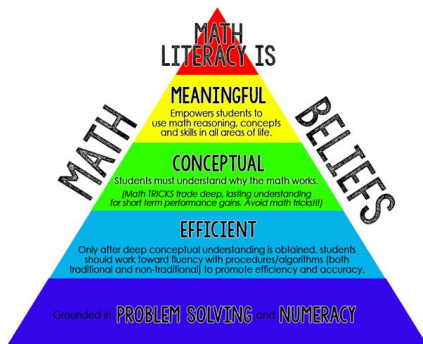 MATH
LITERACY IS
MEANINGFUL
Empowers students to
use math reasoning, concepts
and skills in all areas of life.
MATH
BELIEFS
CONCEPTUAL
Students must understand why the math works.
(Math TRICKS trade deep, lasting understanding
for short term performance gains. Avoid math tricks!!!)
EFFICIENT
Only after deep conceptual understanding is obtained, students
should work toward fluency with procedures/algorithms (both
traditional and non-traditional) to promote efficiency and accuracy.
Grounded in PROBLEM SOLVING and NUMERACY